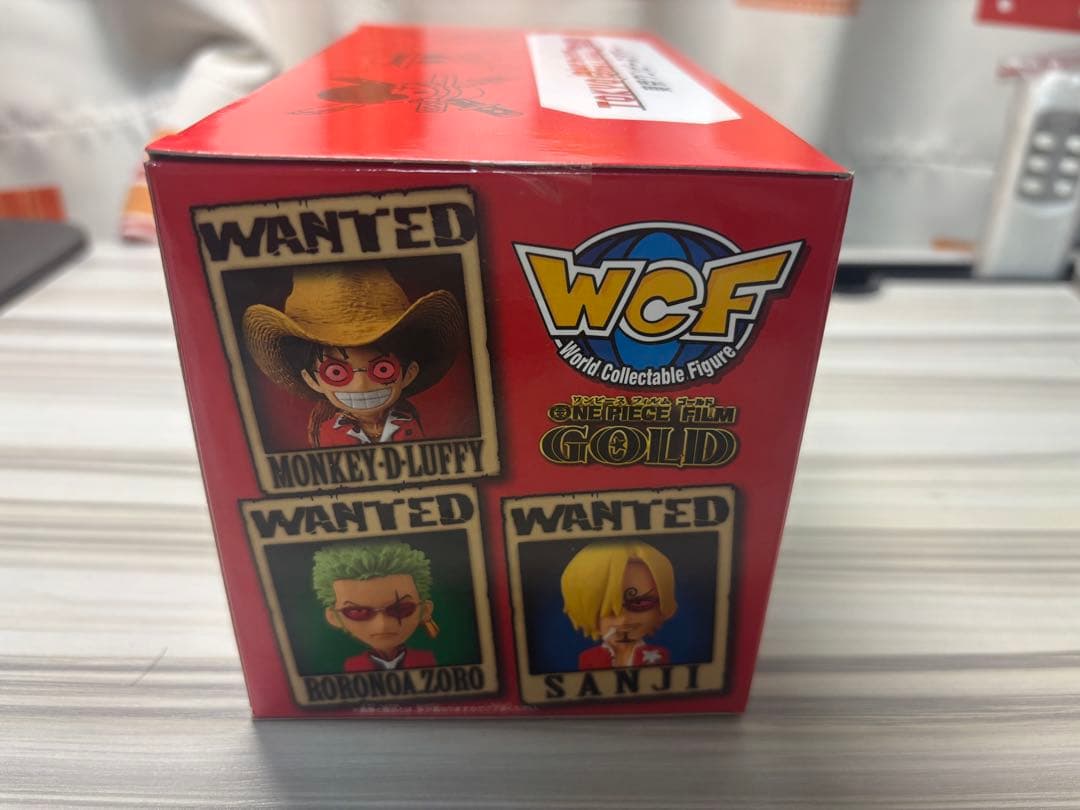 WANTED
MONKEY·D·LUFFY
WCF
World Collectable Figure
ワンピース フィルム ゴールド
ONE PIECE FILM
GOLD
WANTED
RORONOA ZORO
WANTED
SANJI